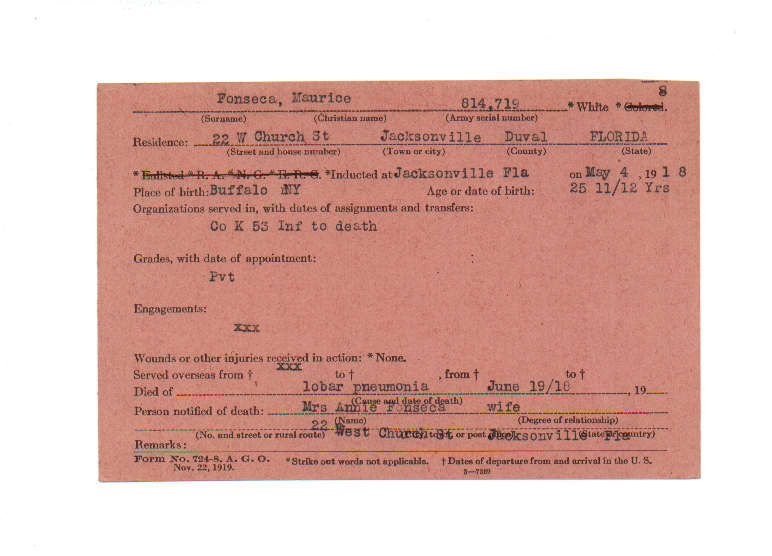 8
Fonseca, Maurice 814,719 * White * Colored.
(Surname) (Christian name) (Army serial number)
Residence: 22 W Church St Jacksonville Duval FLORIDA
(Street and house number) (Town or city) (County) (State)
* Enlisted * R. A. * N. G. * E. R. C. *Inducted at Jacksonville Fla on May 4 , 19 1 8
Place of birth: Buffalo NY Age or date of birth: 25 11/12 Yrs
Organizations served in, with dates of assignments and transfers:
Co K 53 Inf to death
Grades, with date of appointment:
Pvt
Engagements:
xxx
Wounds or other injuries received in action: * None.
xxx
Served overseas from † to † , from † to †
Died of lobar pneumonia June 19/18 , 19
(Cause and date of death)
Person notified of death: Mrs Annie Fonseca wife
(Name) (Degree of relationship)
22 West Church St Jacksonville Fla
(No. and street or rural route) (State or country)
Remarks:
Form No. 724-8, A. G. O. *Strike out words not applicable. † Dates of departure from and arrival in the U. S.
Nov. 22, 1919. 3—7389